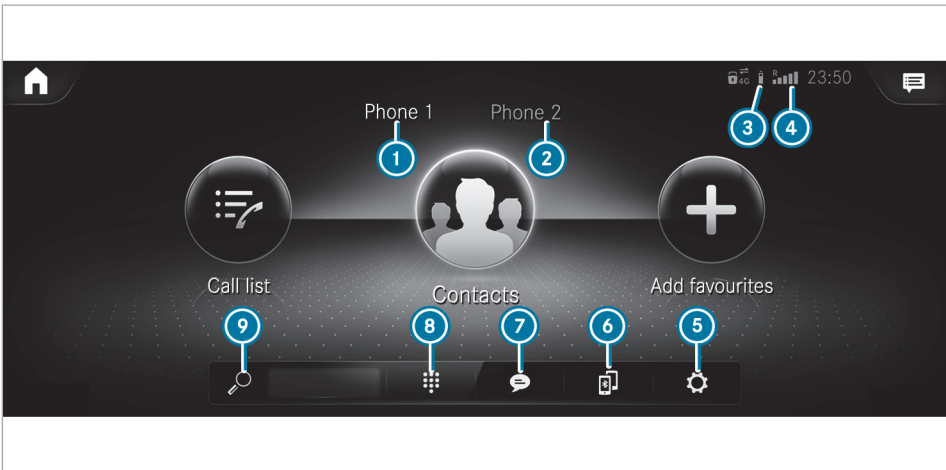 4G R 23:50
Phone 1 Phone 2
3 4
1 2
Call list Contacts Add favourites
9 8 7 6 5